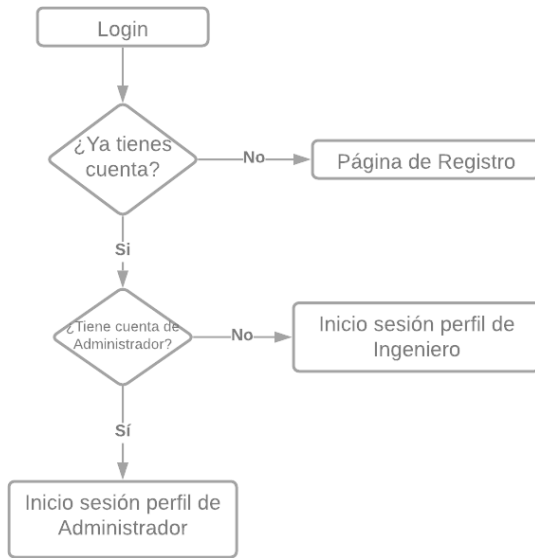 Login
¿Ya tienes
cuenta?
No
Página de Registro
Si
¿Tiene cuenta de
Administrador?
No
Inicio sesión perfil de
Ingeniero
Sí
Inicio sesión perfil de
Administrador